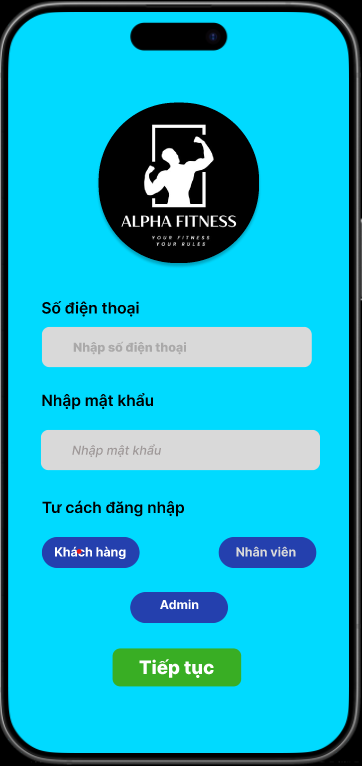 ALPHA FITNESS
YOUR FITNESS
YOUR RULES
Số điện thoại
Nhập số điện thoại
Nhập mật khẩu
Nhập mật khẩu
Tư cách đăng nhập
Khách hàng
Nhân viên
Admin
Tiếp tục